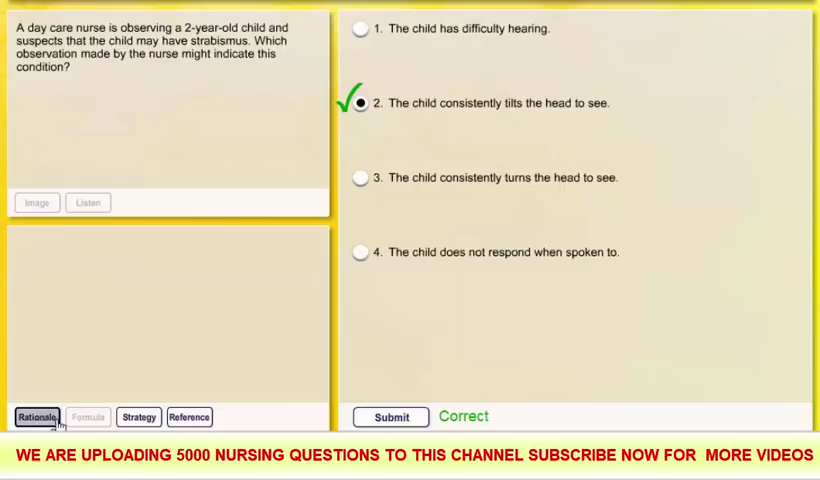 A day care nurse is observing a 2-year-old child and
suspects that the child may have strabismus. Which
observation made by the nurse might indicate this
condition?
Image
Listen
1. The child has difficulty hearing.
2. The child consistently tilts the head to see.
3. The child consistently turns the head to see.
4. The child does not respond when spoken to.
Rationale
Formula
Strategy
Reference
Submit
Correct
WE ARE UPLOADING 5000 NURSING QUESTIONS TO THIS CHANNEL SUBSCRIBE NOW FOR MORE VIDEOS